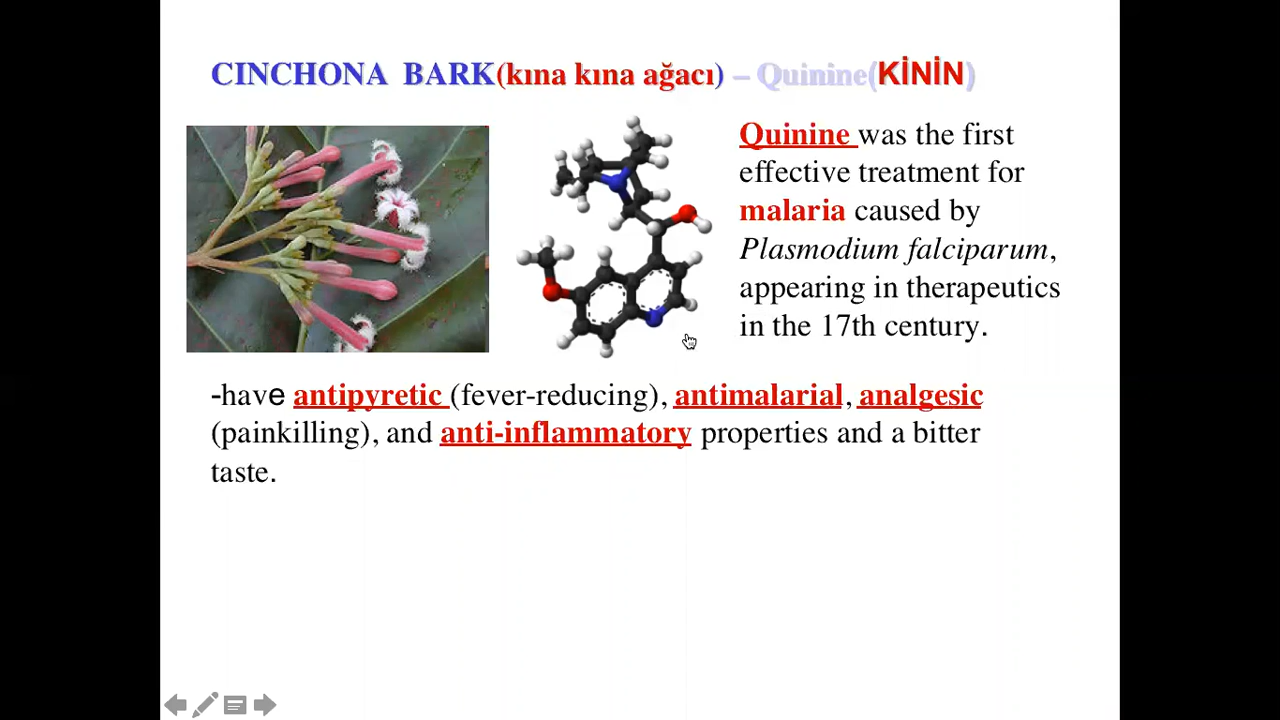 CINCHONA BARK(kına kına ağacı) – Quinine(KİNİN)
Quinine was the first
effective treatment for
malaria caused by
Plasmodium falciparum,
appearing in therapeutics
in the 17th century.
-have antipyretic (fever-reducing), antimalarial, analgesic
(painkilling), and anti-inflammatory properties and a bitter
taste.